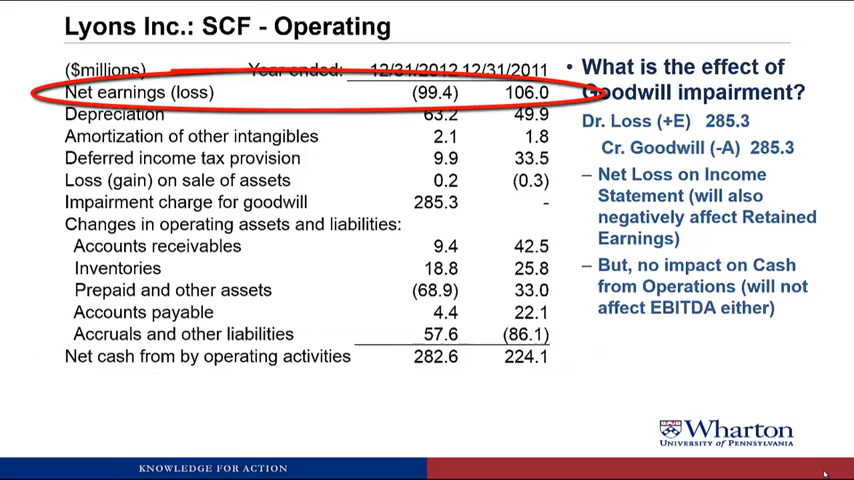 Lyons Inc.: SCF - Operating
($millions) Year ended: 12/31/2012 12/31/2011
Net earnings (loss) (99.4) 106.0
Depreciation 63.2 49.9
Amortization of other intangibles 2.1 1.8
Deferred income tax provision 9.9 33.5
Loss (gain) on sale of assets 0.2 (0.3)
Impairment charge for goodwill 285.3 -
Changes in operating assets and liabilities:
Accounts receivables 9.4 42.5
Inventories 18.8 25.8
Prepaid and other assets (68.9) 33.0
Accounts payable 4.4 22.1
Accruals and other liabilities 57.6 (86.1)
Net cash from by operating activities 282.6 224.1
• What is the effect of
Goodwill impairment?
Dr. Loss (+E) 285.3
Cr. Goodwill (-A) 285.3
– Net Loss on Income
Statement (will also
negatively affect Retained
Earnings)
– But, no impact on Cash
from Operations (will not
affect EBITDA either)
Wharton
UNIVERSITY of PENNSYLVANIA
KNOWLEDGE FOR ACTION